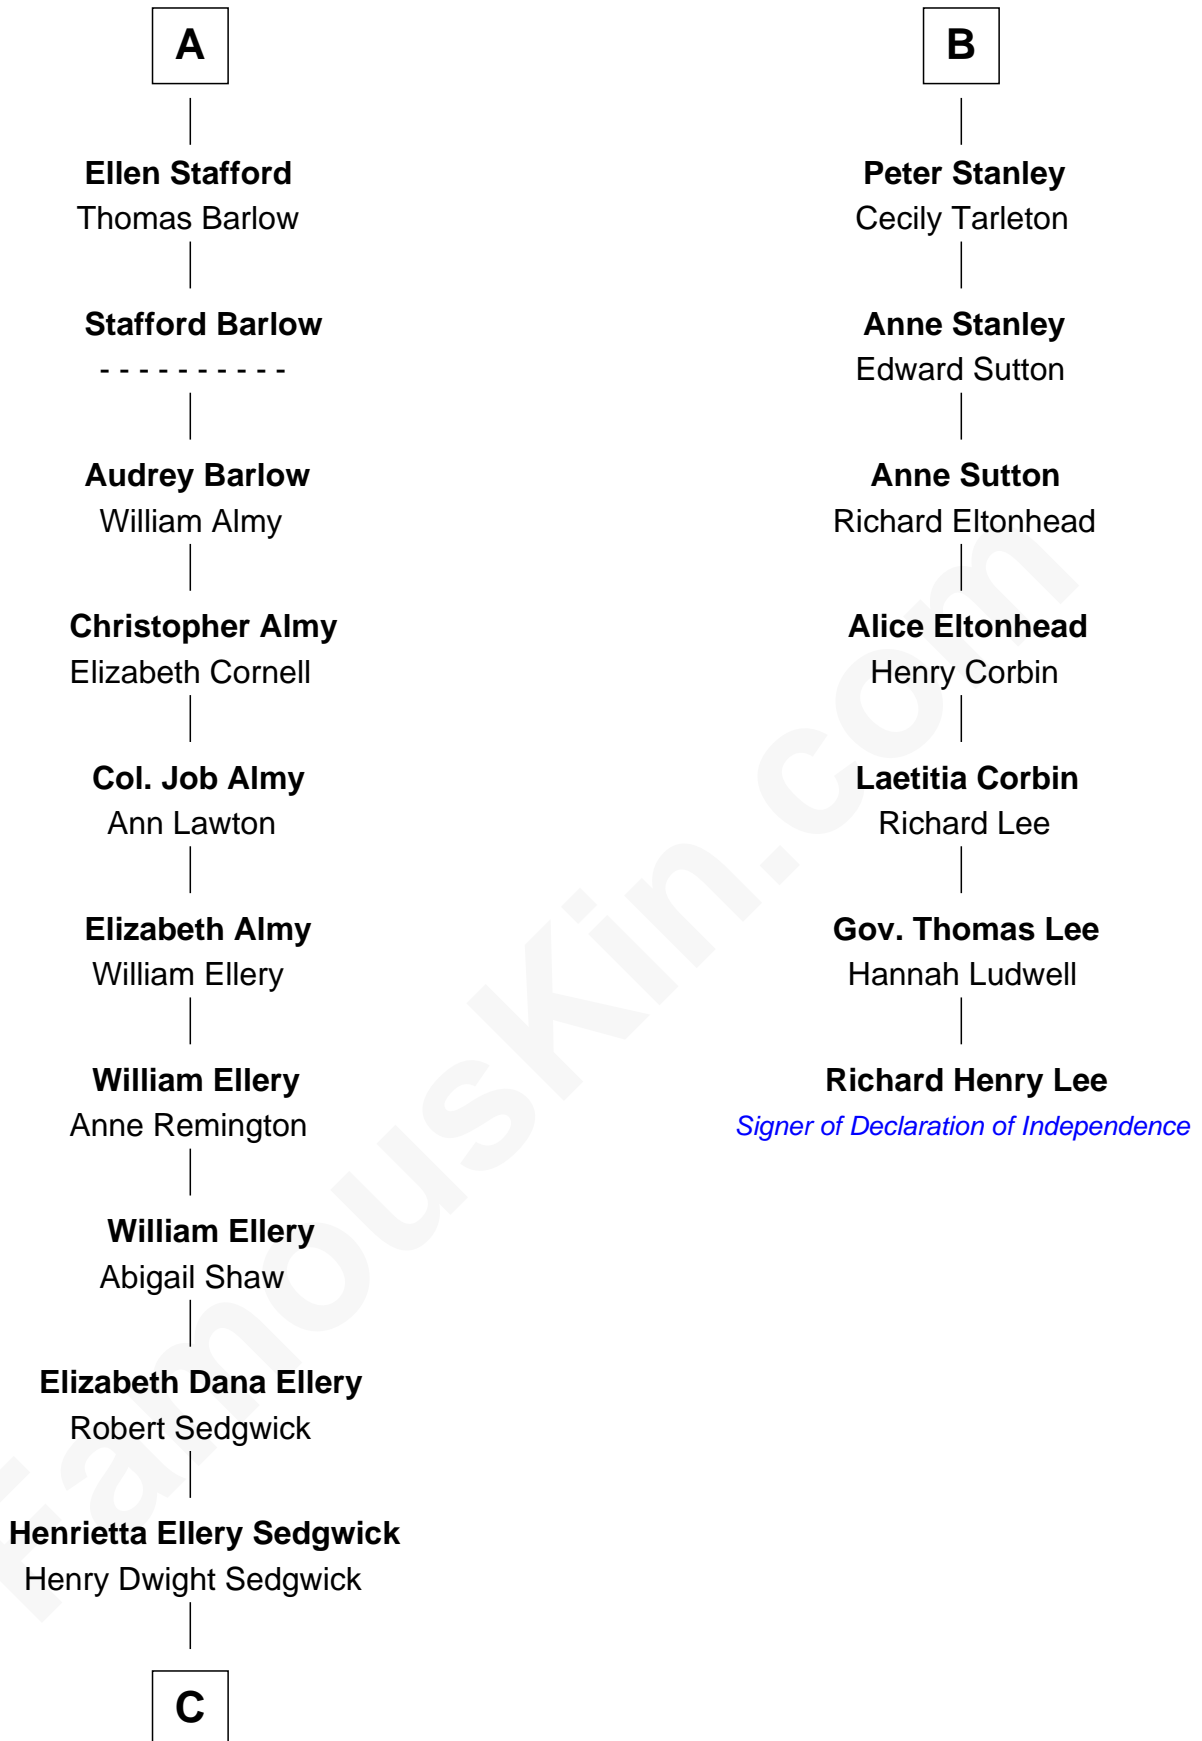 A
Ellen Stafford
Thomas Barlow
Stafford Barlow
- - - - - - - - - -
Audrey Barlow
William Almy
Christopher Almy
Elizabeth Cornell
Col. Job Almy
Ann Lawton
Elizabeth Almy
William Ellery
William Ellery
Anne Remington
William Ellery
Abigail Shaw
Elizabeth Dana Ellery
Robert Sedgwick
Henrietta Ellery Sedgwick
Henry Dwight Sedgwick
C
B
Peter Stanley
Cecily Tarleton
Anne Stanley
Edward Sutton
Anne Sutton
Richard Eltonhead
Alice Eltonhead
Henry Corbin
Laetitia Corbin
Richard Lee
Gov. Thomas Lee
Hannah Ludwell
Richard Henry Lee
Signer of Declaration of Independence
FamousKin.com